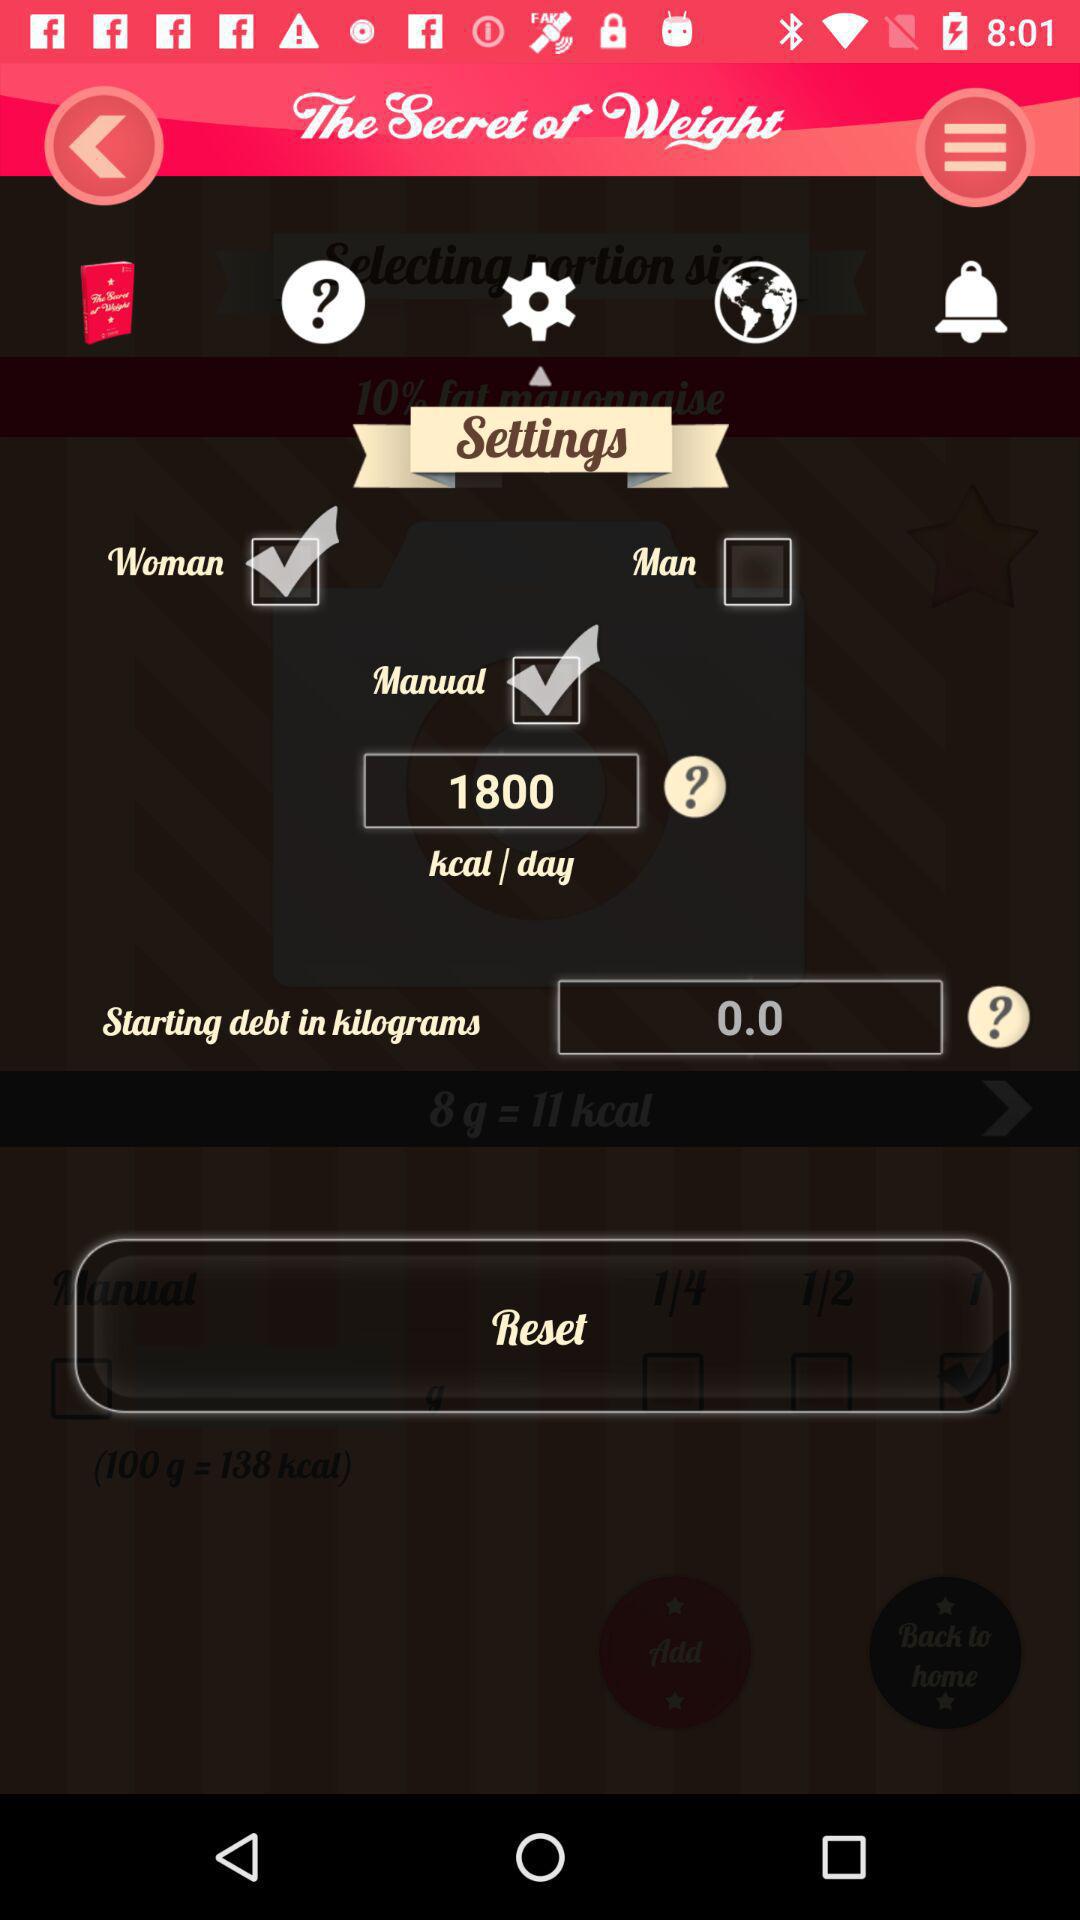 FAKE
8:01
The Secret of Weight
Selecting portion size
The Secret
of Weight
?
10% fat mayonnaise
Settings
Woman
Man
Manual
1800
?
kcal / day
Starting debt in kilograms
0.0
?
8 g = 11 kcal
Manual
1/4
1/2
1
Reset
g
(100 g = 138 kcal)
Add
Back to
home